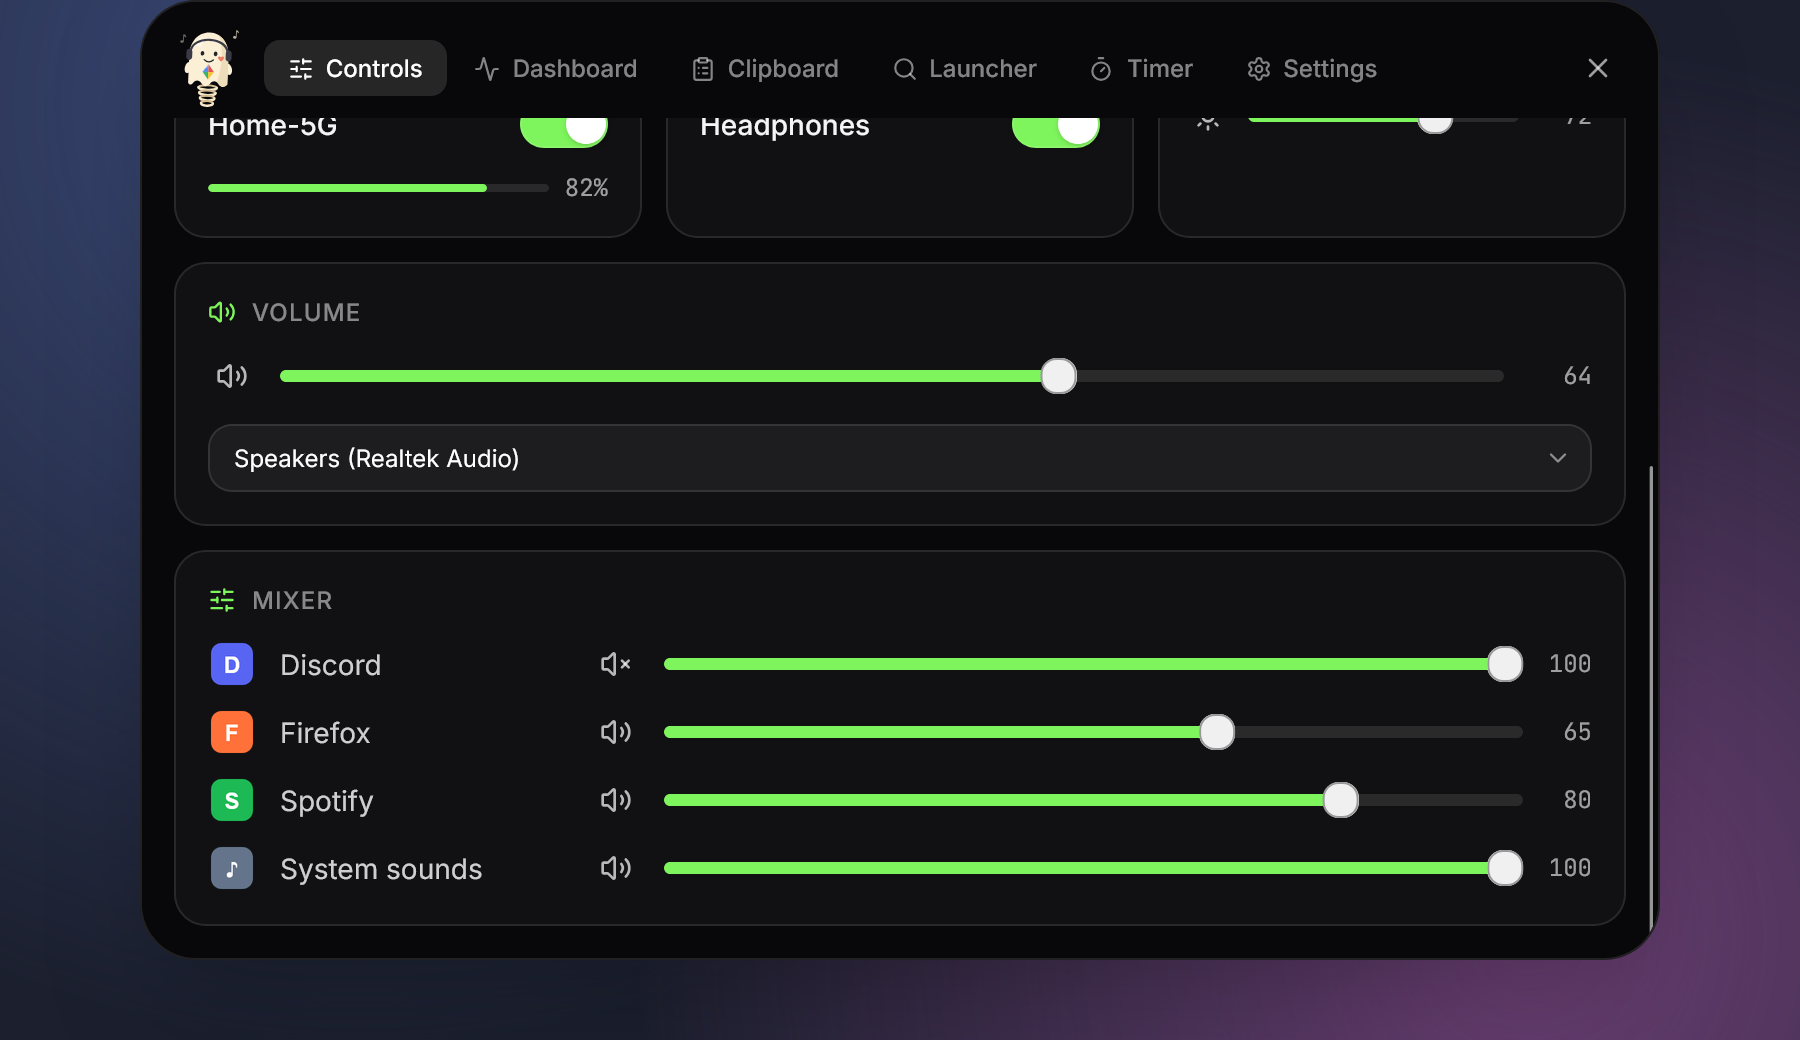 Controls
Dashboard
Clipboard
Launcher
Timer
Settings
Home-5G
Headphones
72
82%
VOLUME
64
Speakers (Realtek Audio)
MIXER
D Discord 100
F Firefox 65
S Spotify 80
System sounds 100